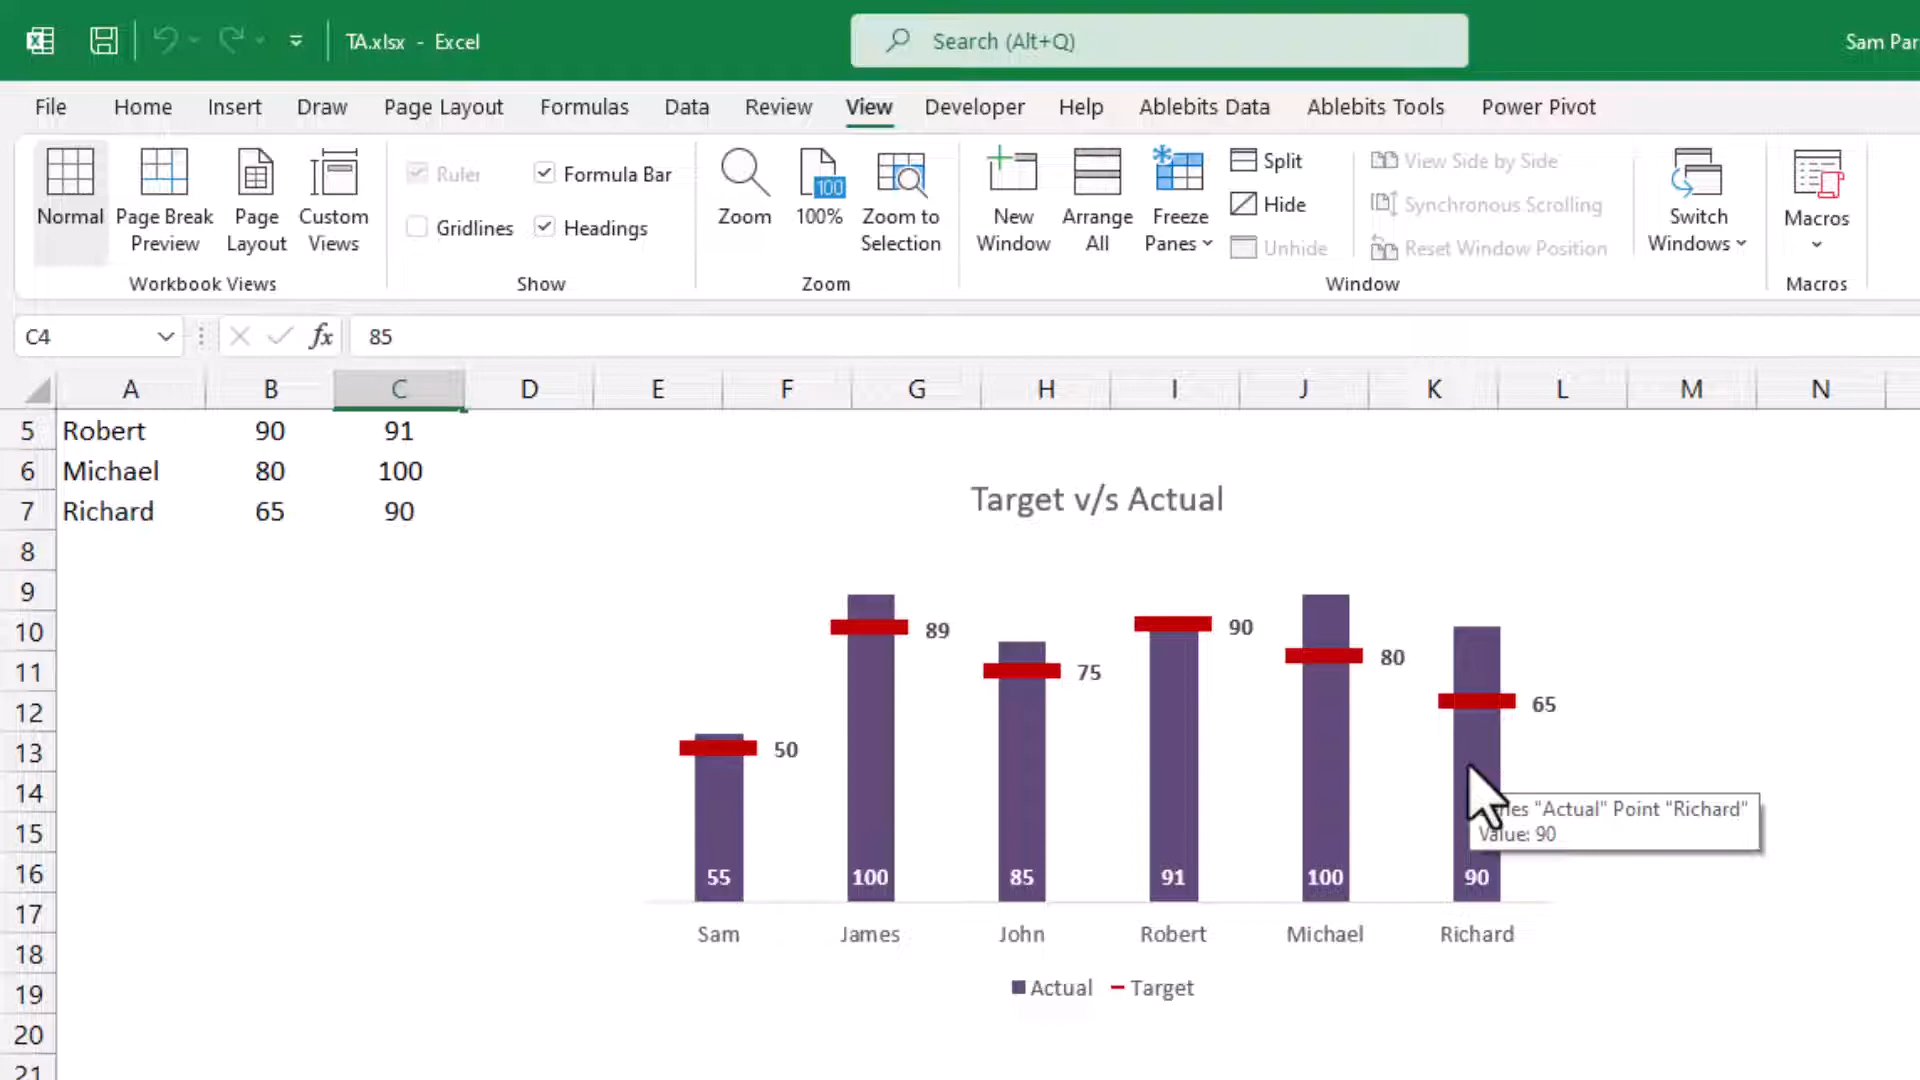 TA.xlsx - Excel
Search (Alt+Q)
Sam Par
File Home Insert Draw Page Layout Formulas Data Review View Developer Help Ablebits Data Ablebits Tools Power Pivot
Normal
Page Break Preview
Page Layout
Custom Views
Workbook Views
Ruler
Formula Bar
Gridlines
Headings
Show
Zoom
100
100%
Zoom to Selection
Zoom
New Window
Arrange All
Freeze Panes
Split
Hide
Unhide
View Side by Side
Synchronous Scrolling
Reset Window Position
Switch Windows
Window
Macros
Macros
C4
fx
85
A B C D E F G H I J K L M N
5 Robert 90 91
6 Michael 80 100
7 Richard 65 90
8
9
10
11
12
13
14
15
16
17
18
19
20
21
Target v/s Actual
89
75
90
80
65
50
"Actual" Point "Richard"
Value: 90
55 100 85 91 100 90
Sam James John Robert Michael Richard
Actual Target